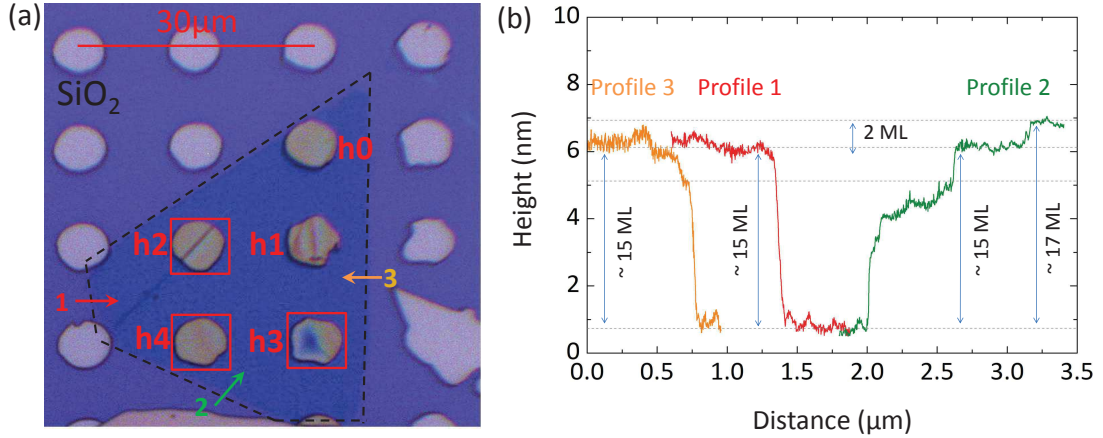 (a)
30µm
SiO₂
h0
h2
h1
1
3
h4
h3
2
(b)
Profile 3
Profile 1
Profile 2
2 ML
~ 15 ML
~ 15 ML
~ 15 ML
~ 17 ML
Height (nm)
10
8
6
4
2
0
0.0 0.5 1.0 1.5 2.0 2.5 3.0 3.5
Distance (µm)